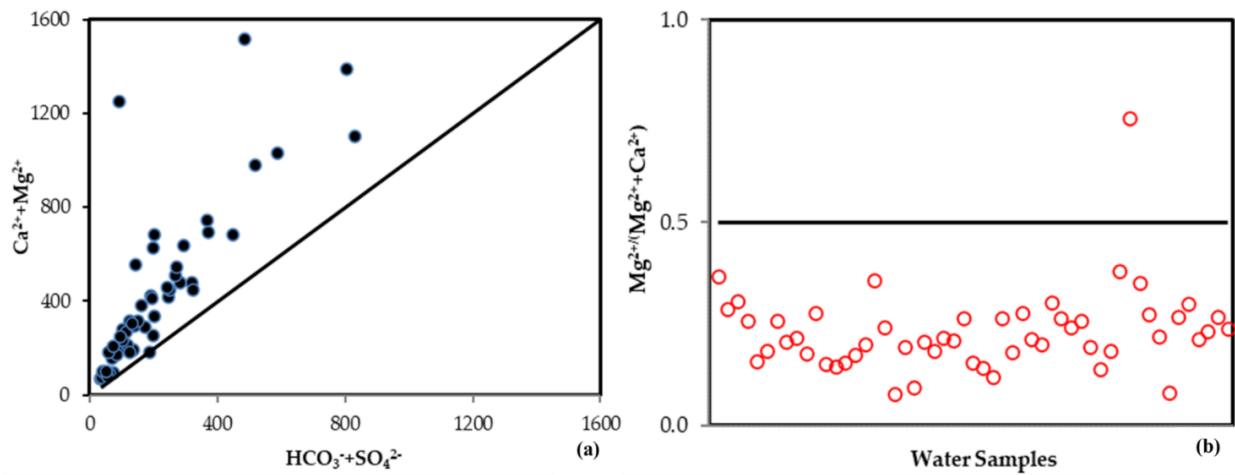 1600
1200
800
400
0
Ca²⁺+Mg²⁺
0 400 800 1200 1600
HCO₃⁻+SO₄²⁻
(a)
1.0
0.5
0.0
Mg²⁺/(Mg²⁺+Ca²⁺)
Water Samples
(b)